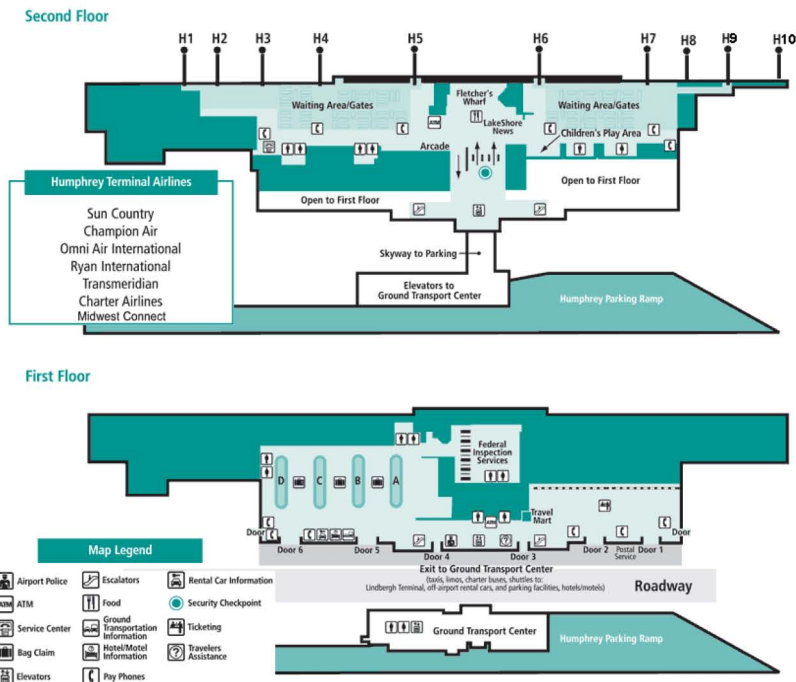 Second Floor
H1 H2 H3 H4 H5 H6 H7 H8 H9 H10
Waiting Area/Gates
Fletcher's
Wharf
Waiting Area/Gates
ATM
LakeShore
News
Children's Play Area
Arcade
Humphrey Terminal Airlines
Open to First Floor
Open to First Floor
Sun Country
Champion Air
Omni Air International
Ryan International
Transmeridian
Charter Airlines
Midwest Connect
Skyway to Parking
Elevators to
Ground Transport Center
Humphrey Parking Ramp
First Floor
Federal
Inspection
Services
D C B A
Travel
Mart
ATM
Door
Door
Door 6
Door 5
Door 4
Door 3
Door 2
Postal
Service
Door 1
Exit to Ground Transport Center
(taxis, limos, charter buses, shuttles to:
Lindbergh Terminal, off-airport rental cars, and parking facilities, hotels/motels)
Roadway
Map Legend
Airport Police
Escalators
Rental Car Information
ATM
ATM
Food
Security Checkpoint
Service Center
Ground
Transportation
Information
Ticketing
Bag Claim
Hotel/Motel
Information
Travelers
Assistance
Elevators
Pay Phones
Ground Transport Center
Humphrey Parking Ramp